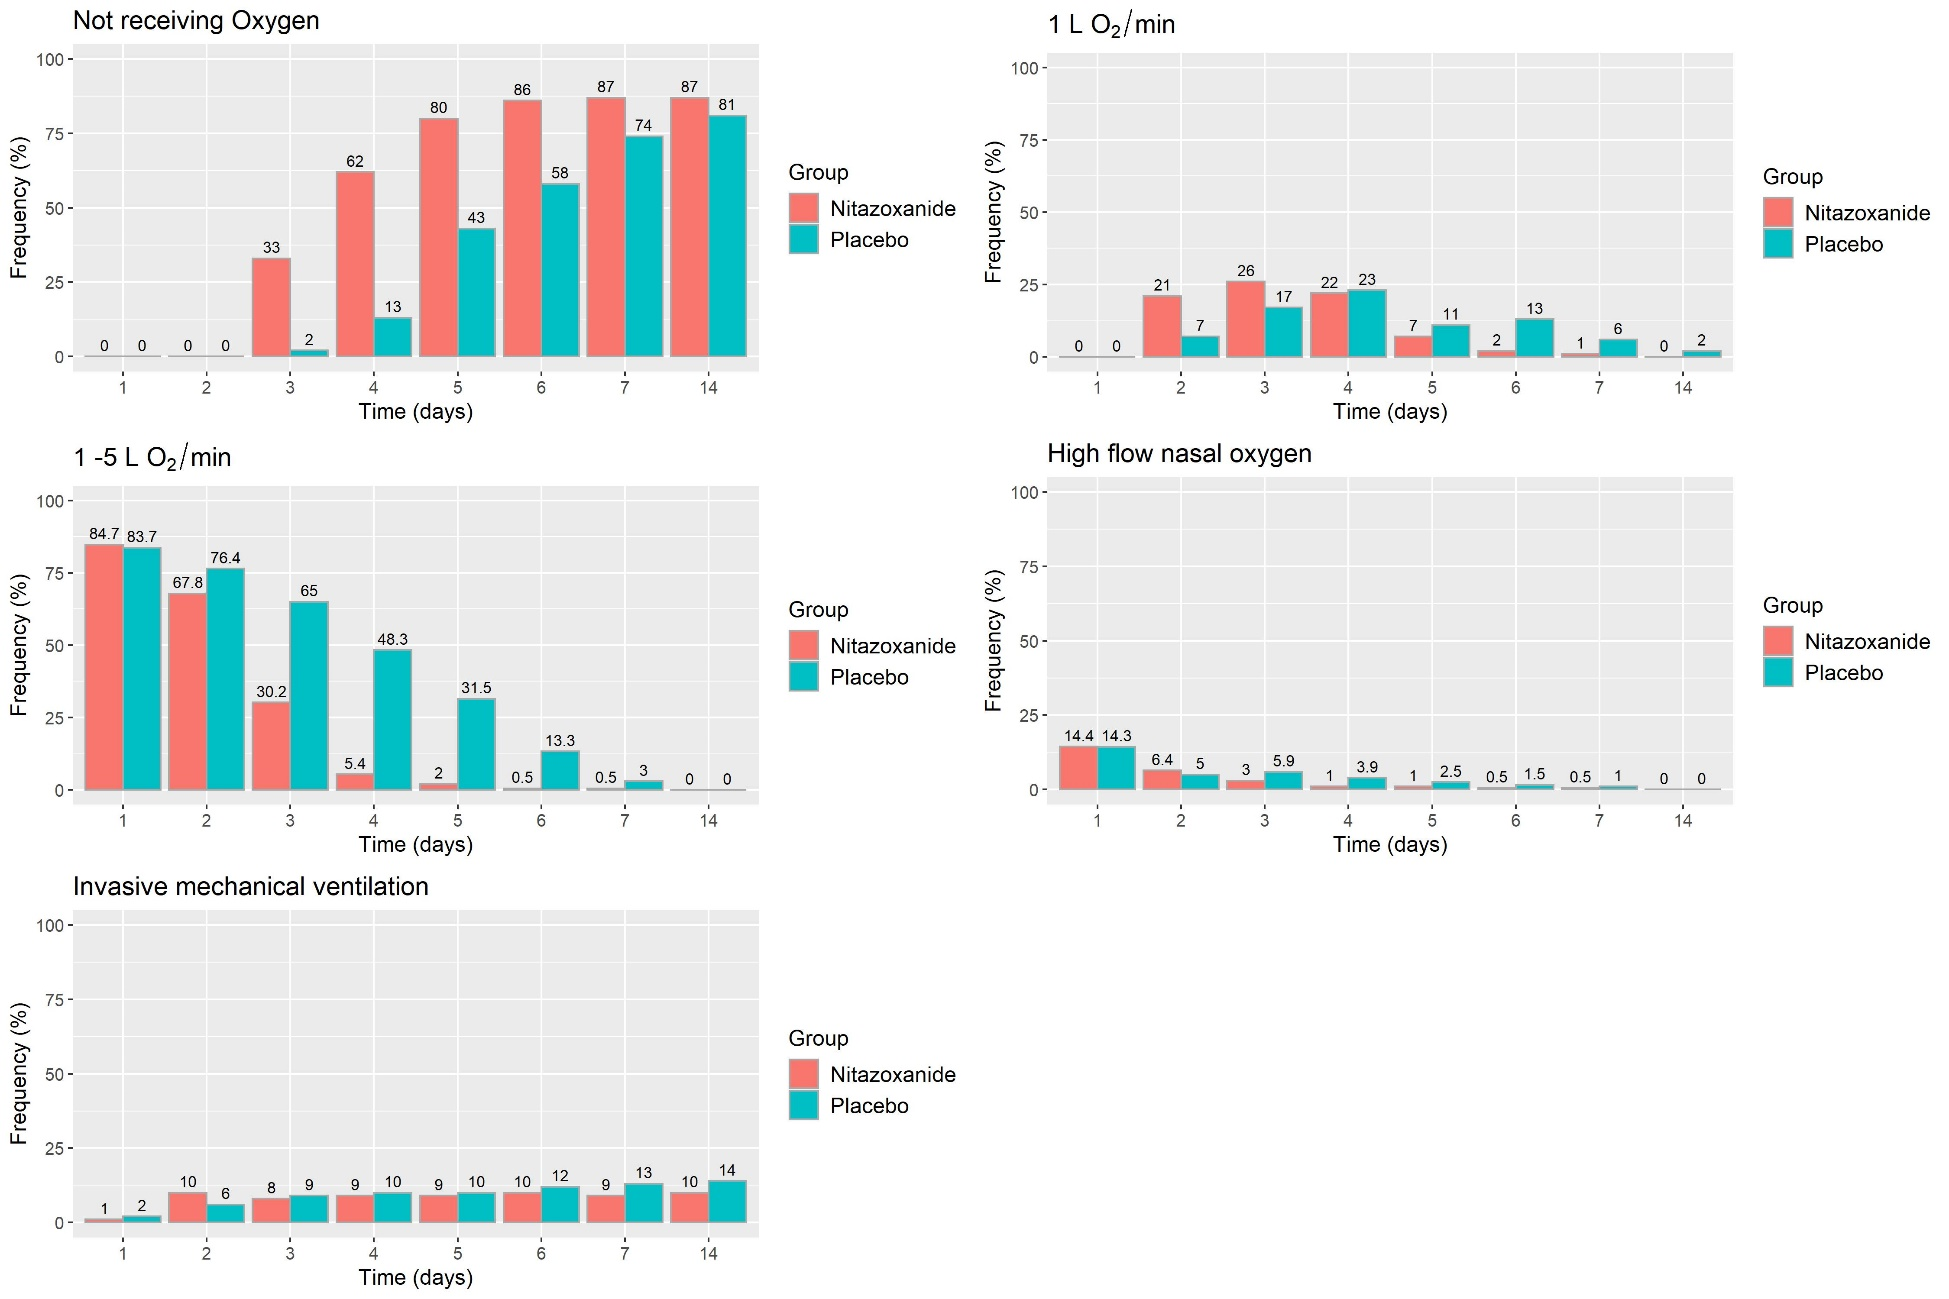 Not receiving Oxygen
Frequency (%)
100
75
50
25
0
0 0 0 0 33 2 62 13 80 43 86 58 87 74 87 81
1 2 3 4 5 6 7 14
Time (days)
Group
Nitazoxanide
Placebo
1 L O₂/min
Frequency (%)
100
75
50
25
0
0 0 21 7 26 17 22 23 7 11 2 13 1 6 0 2
1 2 3 4 5 6 7 14
Time (days)
Group
Nitazoxanide
Placebo
1 -5 L O₂/min
Frequency (%)
100
75
50
25
0
84.7 83.7 67.8 76.4 30.2 65 5.4 48.3 2 31.5 0.5 13.3 0.5 3 0 0
1 2 3 4 5 6 7 14
Time (days)
Group
Nitazoxanide
Placebo
High flow nasal oxygen
Frequency (%)
100
75
50
25
0
14.4 14.3 6.4 5 3 5.9 1 3.9 1 2.5 0.5 1.5 0.5 1 0 0
1 2 3 4 5 6 7 14
Time (days)
Group
Nitazoxanide
Placebo
Invasive mechanical ventilation
Frequency (%)
100
75
50
25
0
1 2 10 6 8 9 9 10 9 10 10 12 9 13 10 14
1 2 3 4 5 6 7 14
Time (days)
Group
Nitazoxanide
Placebo